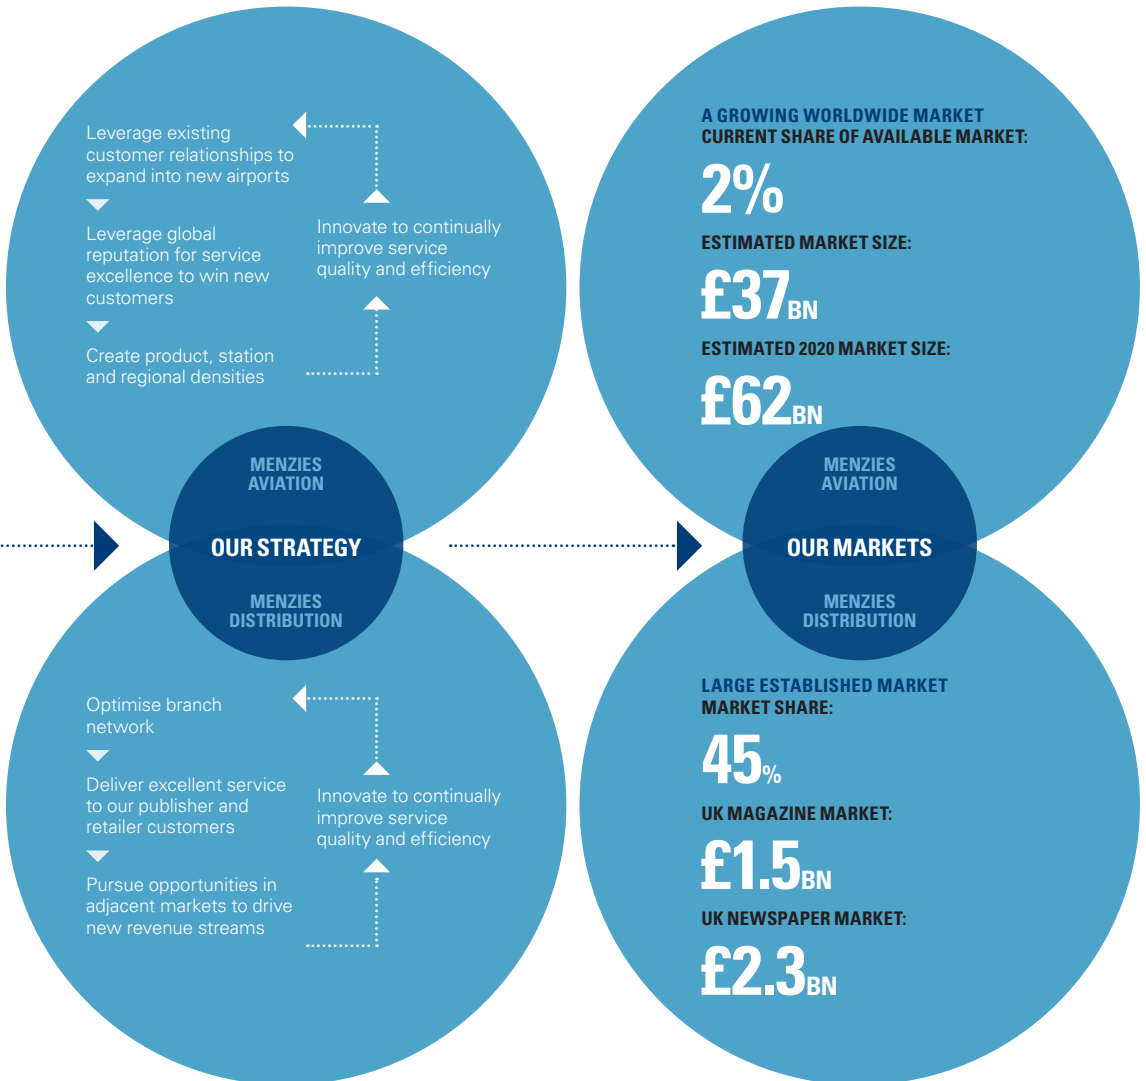 Leverage existing
customer relationships to
expand into new airports
Leverage global
reputation for service
excellence to win new
customers
Create product, station
and regional densities
Innovate to continually
improve service
quality and efficiency
MENZIES
AVIATION
OUR STRATEGY
MENZIES
DISTRIBUTION
Optimise branch
network
Deliver excellent service
to our publisher and
retailer customers
Pursue opportunities in
adjacent markets to drive
new revenue streams
Innovate to continually
improve service
quality and efficiency
A GROWING WORLDWIDE MARKET
CURRENT SHARE OF AVAILABLE MARKET:
2%
ESTIMATED MARKET SIZE:
£37BN
ESTIMATED 2020 MARKET SIZE:
£62BN
MENZIES
AVIATION
OUR MARKETS
MENZIES
DISTRIBUTION
LARGE ESTABLISHED MARKET
MARKET SHARE:
45%
UK MAGAZINE MARKET:
£1.5BN
UK NEWSPAPER MARKET:
£2.3BN